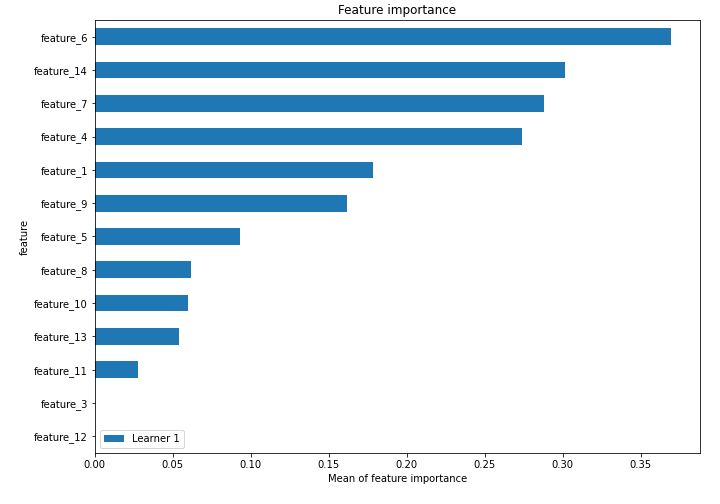 Feature importance
feature_6
feature_14
feature_7
feature_4
feature_1
feature_9
feature_5
feature_8
feature_10
feature_13
feature_11
feature_3
feature_12
feature
Learner 1
0.00 0.05 0.10 0.15 0.20 0.25 0.30 0.35
Mean of feature importance